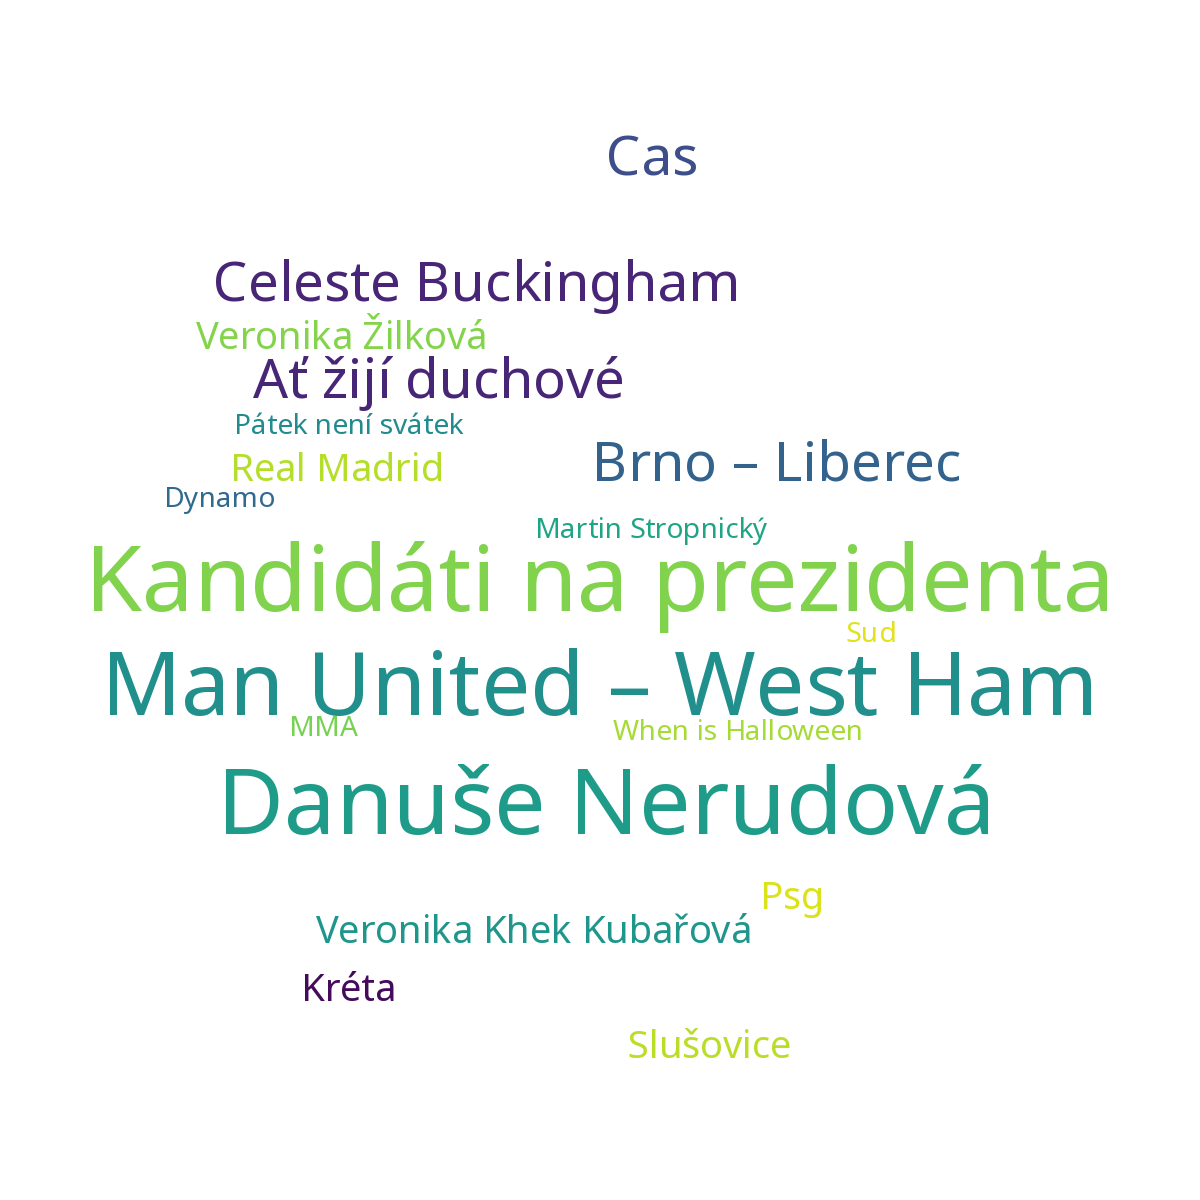 Cas
Celeste Buckingham
Veronika Žilková
Ať žijí duchové
Pátek není svátek
Brno – Liberec
Real Madrid
Dynamo
Martin Stropnický
Kandidáti na prezidenta
Sud
Man United – West Ham
MMA
When is Halloween
Danuše Nerudová
Psg
Veronika Khek Kubařová
Kréta
Slušovice